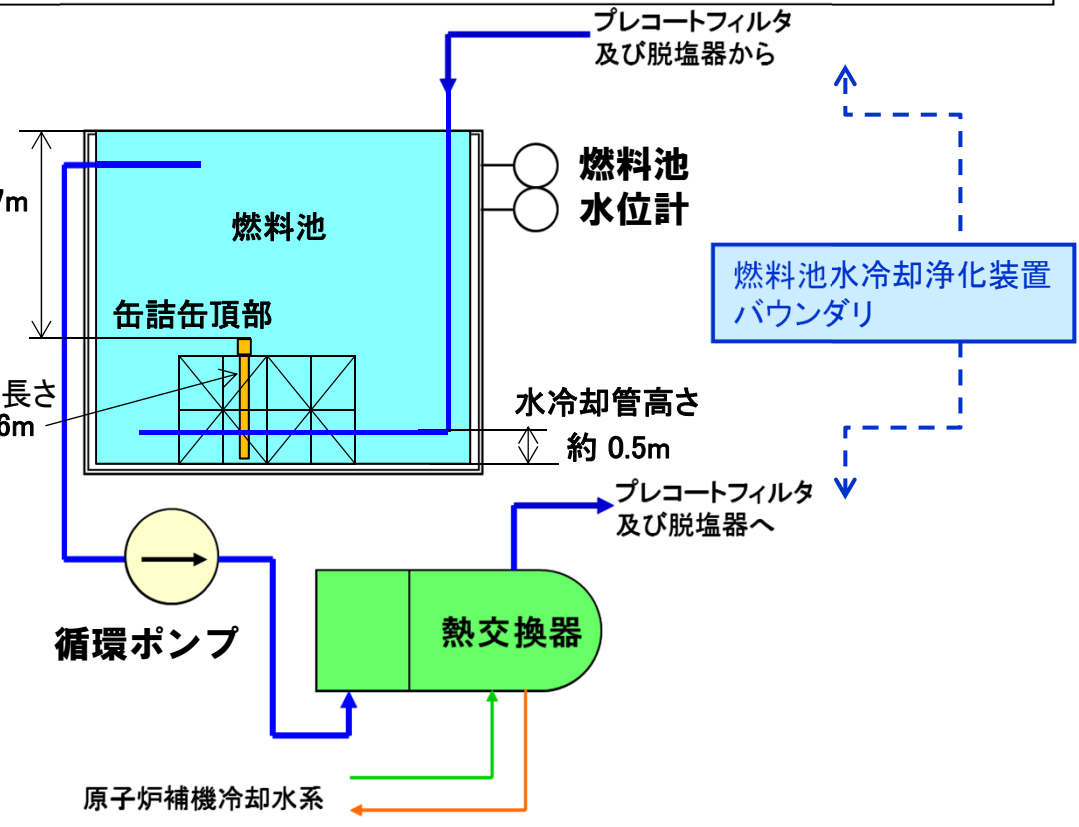 プレコートフィルタ
及び脱塩器から
燃料池
水位計
燃料池
燃料池水冷却浄化装置
バウンダリ
缶詰缶頂部
長さ
水冷却管高さ
約 0.5m
プレコートフィルタ
及び脱塩器へ
循環ポンプ
熱交換器
原子炉補機冷却水系